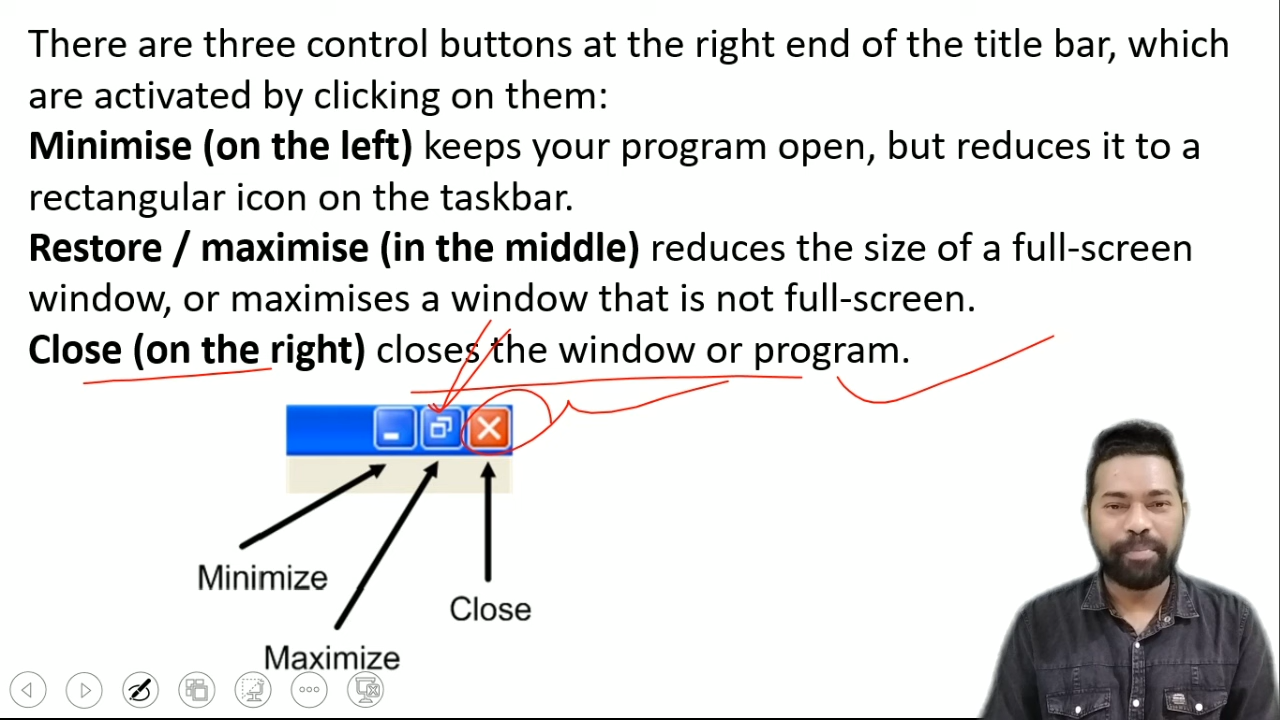 There are three control buttons at the right end of the title bar, which
are activated by clicking on them:
Minimise (on the left) keeps your program open, but reduces it to a
rectangular icon on the taskbar.
Restore / maximise (in the middle) reduces the size of a full-screen
window, or maximises a window that is not full-screen.
Close (on the right) closes the window or program.
Minimize
Close
Maximize